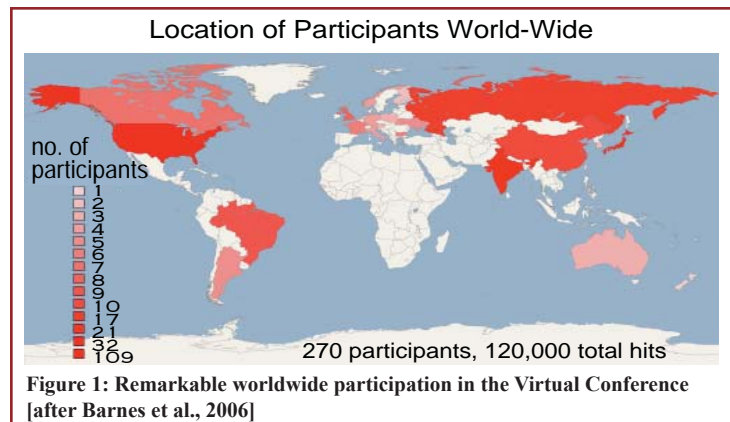 Location of Participants World-Wide
no. of
participants
1
2
3
4
5
6
7
8
9
10
17
21
32
109
270 participants, 120,000 total hits
Figure 1: Remarkable worldwide participation in the Virtual Conference
[after Barnes et al., 2006]